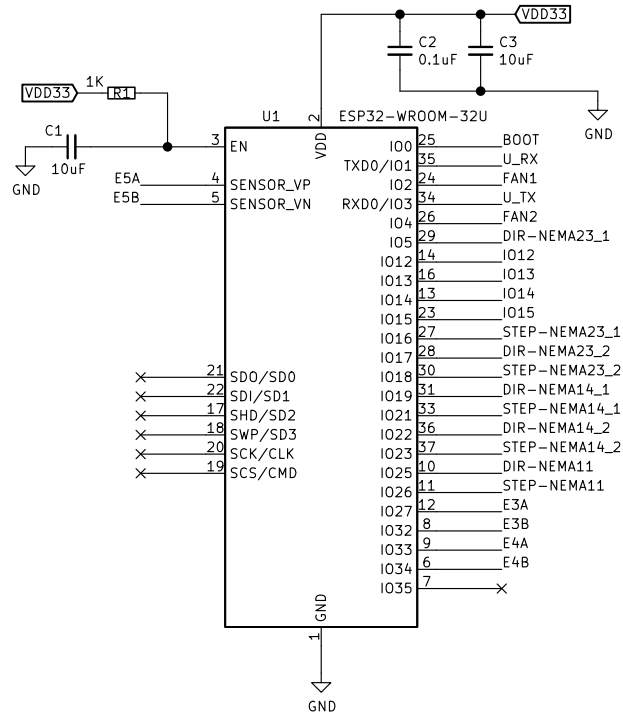 VDD33
C2
0.1uF
C3
10uF
GND
VDD33
1K
R1
C1
10uF
GND
U1
ESP32-WROOM-32U
2
VDD
3
EN
E5A
4
SENSOR_VP
E5B
5
SENSOR_VN
21
SDO/SD0
22
SDI/SD1
17
SHD/SD2
18
SWP/SD3
20
SCK/CLK
19
SCS/CMD
IO0 25 BOOT
TXD0/IO1 35 U_RX
IO2 24 FAN1
RXD0/IO3 34 U_TX
IO4 26 FAN2
IO5 29 DIR-NEMA23_1
IO12 14 IO12
IO13 16 IO13
IO14 13 IO14
IO15 23 IO15
IO16 27 STEP-NEMA23_1
IO17 28 DIR-NEMA23_2
IO18 30 STEP-NEMA23_2
IO19 31 DIR-NEMA14_1
IO21 33 STEP-NEMA14_1
IO22 36 DIR-NEMA14_2
IO23 37 STEP-NEMA14_2
IO25 10 DIR-NEMA11
IO26 11 STEP-NEMA11
IO27 12 E3A
IO32 8 E3B
IO33 9 E4A
IO34 6 E4B
IO35 7
GND
1
GND